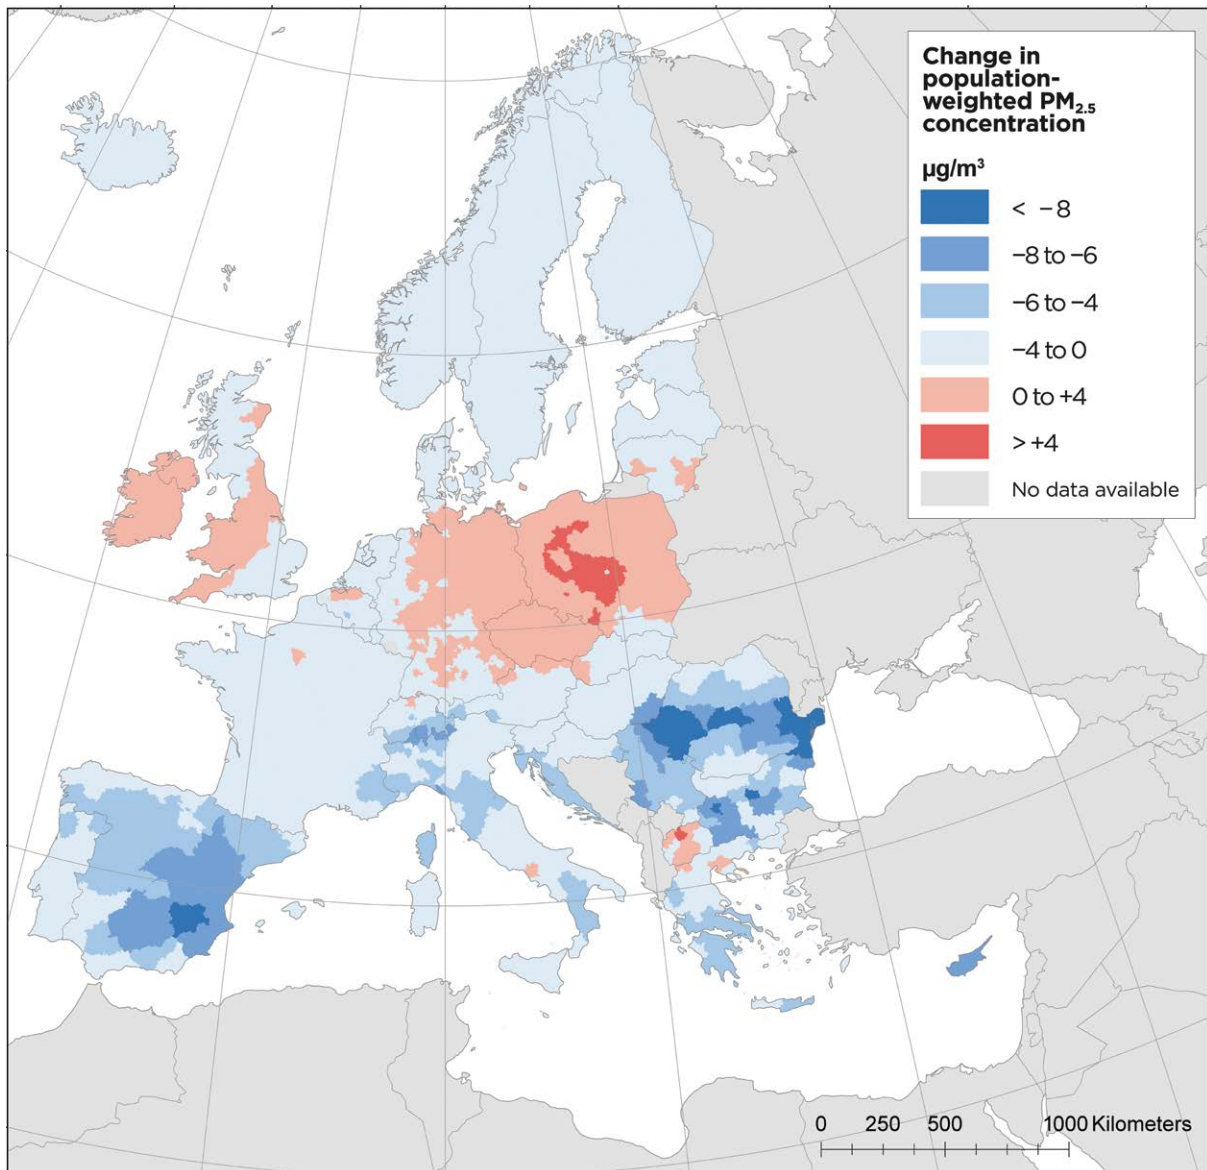 Change in
population-
weighted PM₂.₅
concentration
µg/m³
< −8
−8 to −6
−6 to −4
−4 to 0
0 to +4
> +4
No data available
0 250 500 1000 Kilometers